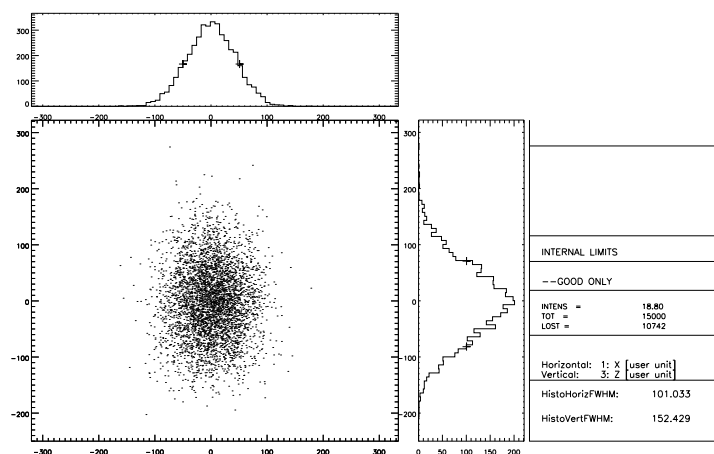 300
200
100
0
-300 -200 -100 0 100 200 300
300
200
100
0
-100
-200
-300 -200 -100 0 100 200 300
300
200
100
0
-100
-200
0 50 100 150 200
INTERNAL LIMITS
--GOOD ONLY
INTENS = 18.80
TOT = 15000
LOST = 10742
Horizontal: 1: X [user unit]
Vertical: 3: Z [user unit]
HistoHorizFWHM: 101.033
HistoVertFWHM: 152.429